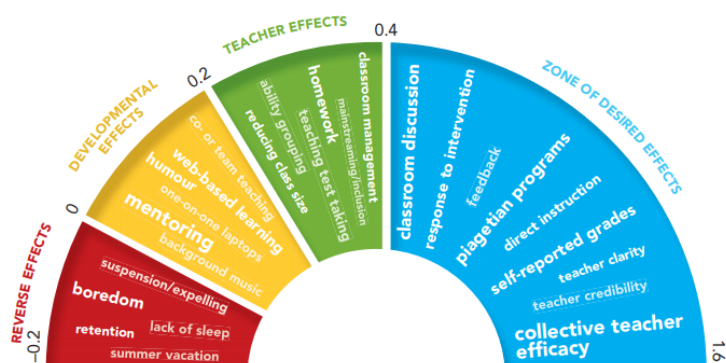 REVERSE EFFECTS
–0.2
suspension/expelling
boredom
retention
lack of sleep
summer vacation
0
DEVELOPMENTAL
EFFECTS
co- or team teaching
web-based learning
humour
one-on-one laptops
mentoring
background music
0.2
TEACHER EFFECTS
classroom management
mainstreaming/inclusion
homework
teaching test taking
ability grouping
reducing class size
0.4
ZONE OF DESIRED EFFECTS
classroom discussion
response to intervention
feedback
piagetian programs
direct instruction
self-reported grades
teacher clarity
teacher credibility
collective teacher
efficacy
1.6